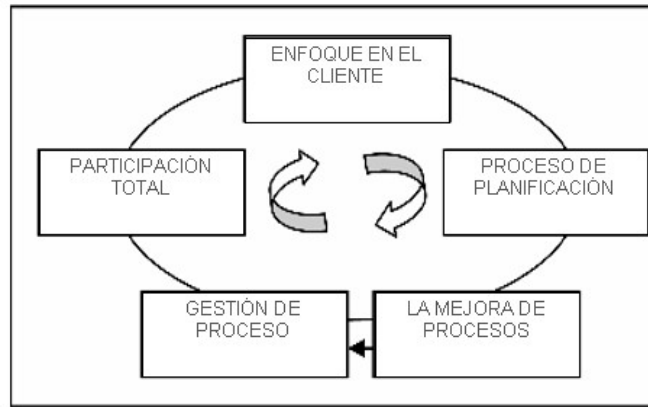 ENFOQUE EN EL
CLIENTE
PARTICIPACIÓN
TOTAL
PROCESO DE
PLANIFICACIÓN
GESTIÓN DE
PROCESO
LA MEJORA DE
PROCESOS